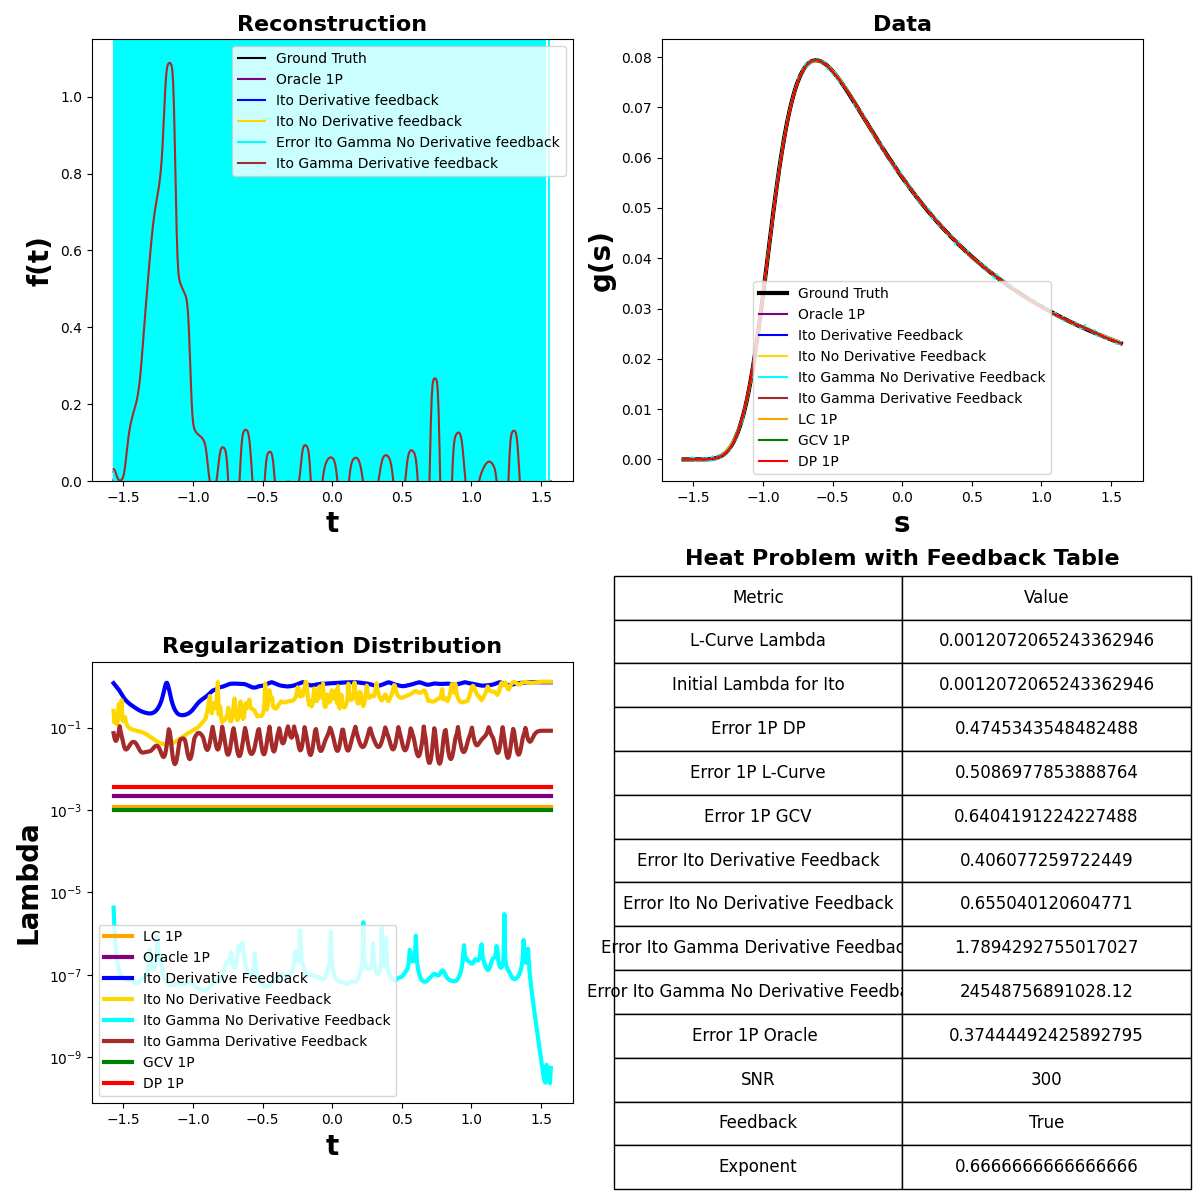 Reconstruction
f(t)
1.0
0.8
0.6
0.4
0.2
0.0
Ground Truth
Oracle 1P
Ito Derivative feedback
Ito No Derivative feedback
Error Ito Gamma No Derivative feedback
Ito Gamma Derivative feedback
−1.5 −1.0 −0.5 0.0 0.5 1.0 1.5
t
Data
g(s)
0.08
0.07
0.06
0.05
0.04
0.03
0.02
0.01
0.00
Ground Truth
Oracle 1P
Ito Derivative Feedback
Ito No Derivative Feedback
Ito Gamma No Derivative Feedback
Ito Gamma Derivative Feedback
LC 1P
GCV 1P
DP 1P
−1.5 −1.0 −0.5 0.0 0.5 1.0 1.5
s
Regularization Distribution
Lambda
10⁻¹
10⁻³
10⁻⁵
10⁻⁷
10⁻⁹
LC 1P
Oracle 1P
Ito Derivative Feedback
Ito No Derivative Feedback
Ito Gamma No Derivative Feedback
Ito Gamma Derivative Feedback
GCV 1P
DP 1P
−1.5 −1.0 −0.5 0.0 0.5 1.0 1.5
t
Heat Problem with Feedback Table
Metric Value
L-Curve Lambda 0.0012072065243362946
Initial Lambda for Ito 0.0012072065243362946
Error 1P DP 0.4745343548482488
Error 1P L-Curve 0.5086977853888764
Error 1P GCV 0.6404191224227488
Error Ito Derivative Feedback 0.406077259722449
Error Ito No Derivative Feedback 0.655040120604771
Error Ito Gamma Derivative Feedbac 1.7894292755017027
Error Ito Gamma No Derivative Feedba 24548756891028.12
Error 1P Oracle 0.37444492425892795
SNR 300
Feedback True
Exponent 0.6666666666666666